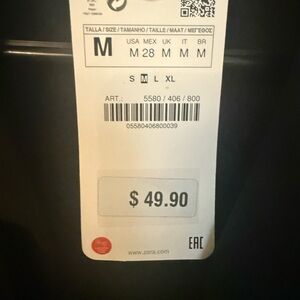 TALLA / SIZE / TAMANHO / TAILLE / MAAT / ΜΕΓΕΘΟΣ
M
USA MEX UK IT BR
M 28 M M M
S M L XL
ART.: 5580 / 406 / 800
05580406800039
$ 49.90
EAC
www.zara.com